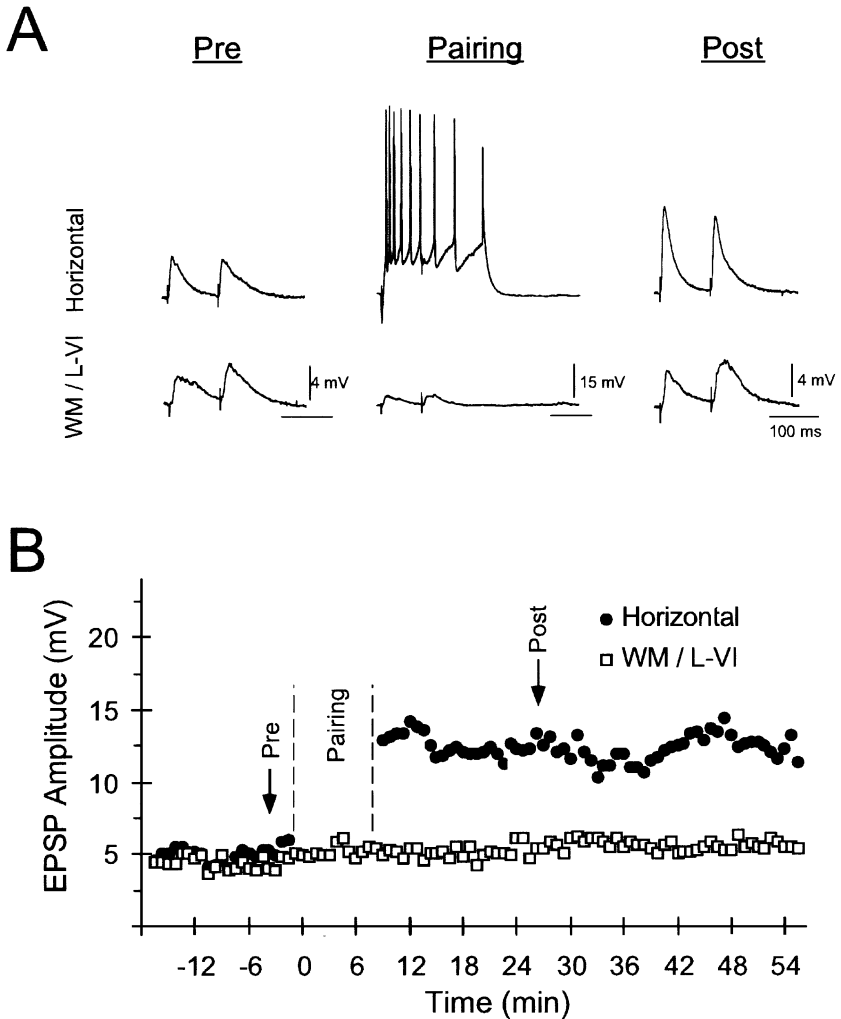 A
Pre
Pairing
Post
Horizontal
WM / L-VI
4 mV
15 mV
4 mV
100 ms
B
EPSP Amplitude (mV)
20
15
10
5
Pre
Pairing
Post
Horizontal
WM / L-VI
-12 -6 0 6 12 18 24 30 36 42 48 54
Time (min)